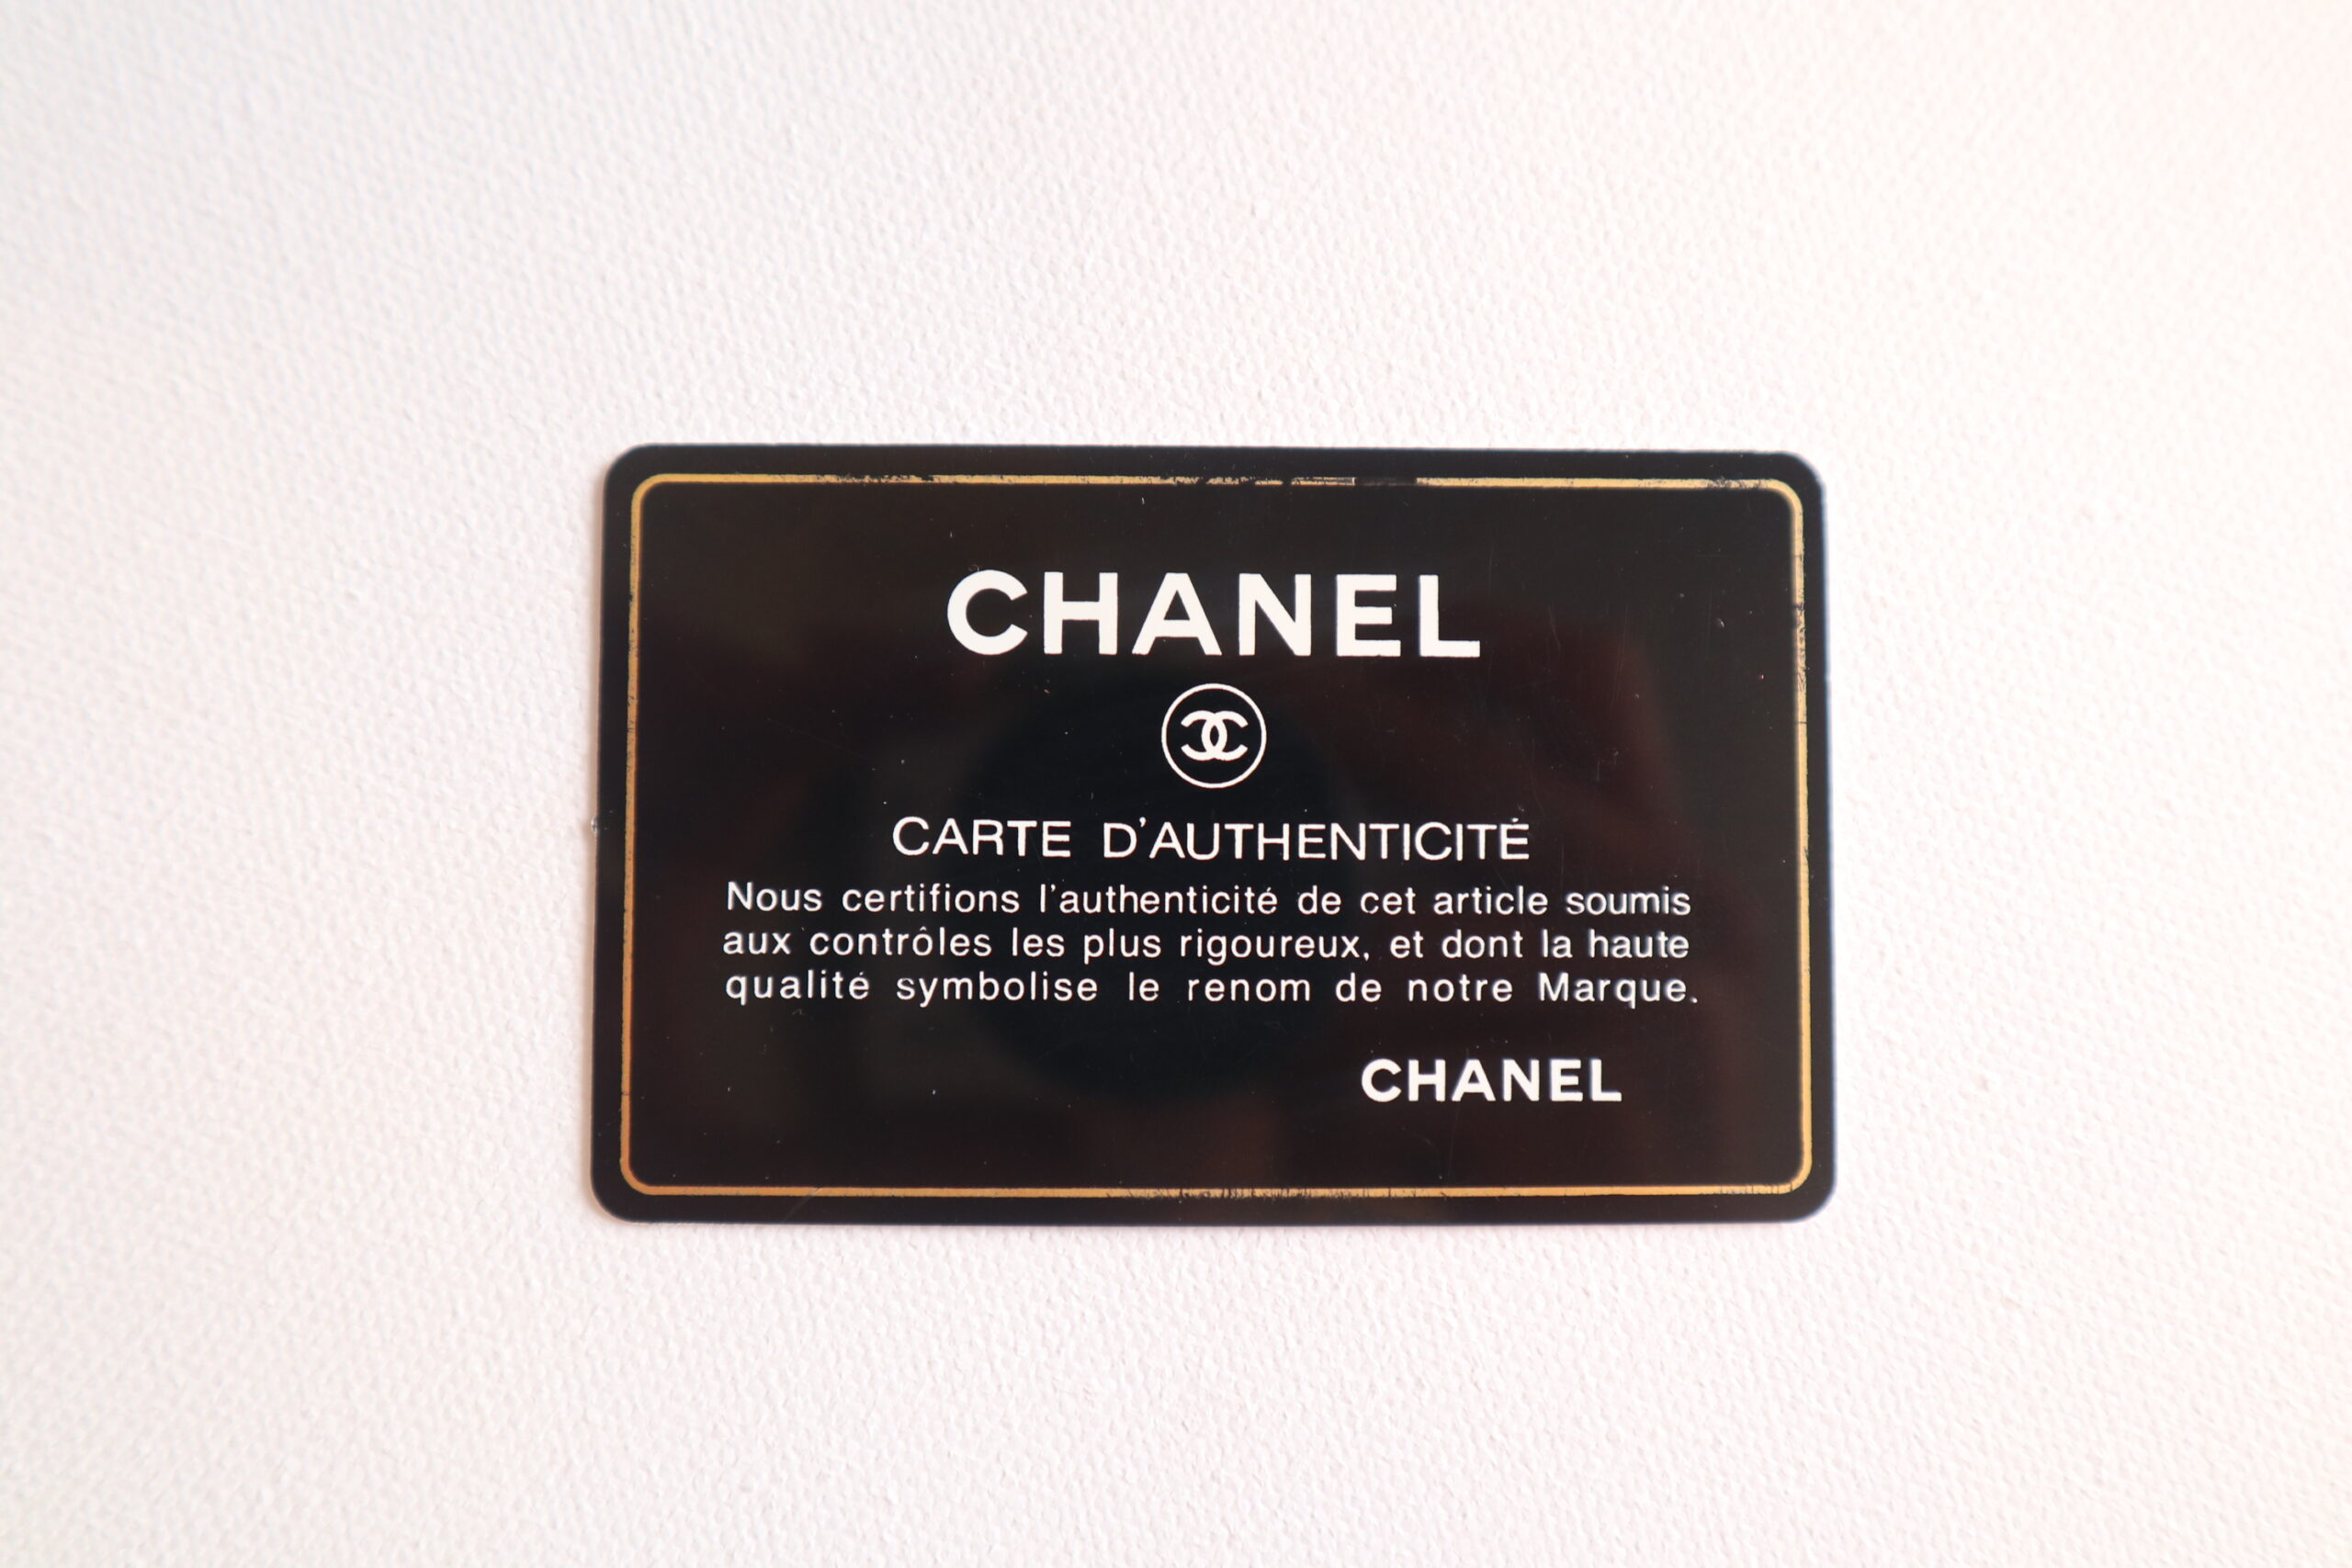 CHANEL
CARTE D'AUTHENTICITÉ
Nous certifions l'authenticité de cet article soumis
aux contrôles les plus rigoureux, et dont la haute
qualité symbolise le renom de notre Marque.
CHANEL